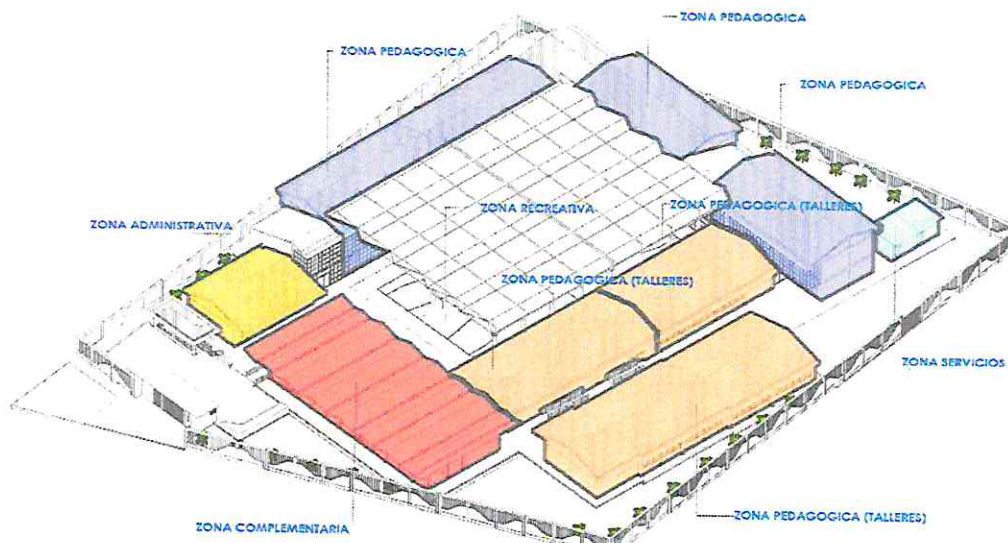 ZONA PEDAGOGICA
ZONA PEDAGOGICA
ZONA PEDAGOGICA
ZONA ADMINISTRATIVA
ZONA RECREATIVA
ZONA PEDAGOGICA (TALLERES)
ZONA PEDAGOGICA (TALLERES)
ZONA SERVICIOS
ZONA COMPLEMENTARIA
ZONA PEDAGOGICA (TALLERES)